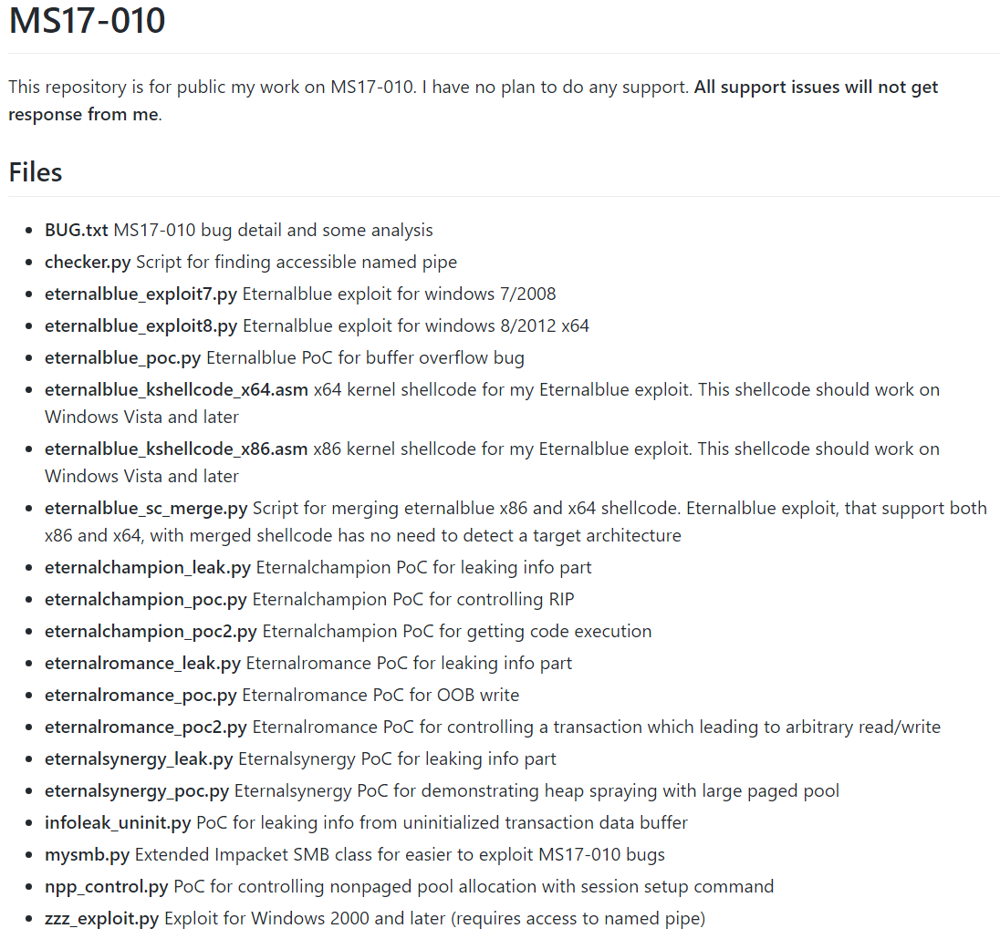 MS17-010
This repository is for public my work on MS17-010. I have no plan to do any support. All support issues will not get
response from me.
Files
BUG.txt MS17-010 bug detail and some analysis
checker.py Script for finding accessible named pipe
eternalblue_exploit7.py Eternalblue exploit for windows 7/2008
eternalblue_exploit8.py Eternalblue exploit for windows 8/2012 x64
eternalblue_poc.py Eternalblue PoC for buffer overflow bug
eternalblue_kshellcode_x64.asm x64 kernel shellcode for my Eternalblue exploit. This shellcode should work on
Windows Vista and later
eternalblue_kshellcode_x86.asm x86 kernel shellcode for my Eternalblue exploit. This shellcode should work on
Windows Vista and later
eternalblue_sc_merge.py Script for merging eternalblue x86 and x64 shellcode. Eternalblue exploit, that support both
x86 and x64, with merged shellcode has no need to detect a target architecture
eternalchampion_leak.py Eternalchampion PoC for leaking info part
eternalchampion_poc.py Eternalchampion PoC for controlling RIP
eternalchampion_poc2.py Eternalchampion PoC for getting code execution
eternalromance_leak.py Eternalromance PoC for leaking info part
eternalromance_poc.py Eternalromance PoC for OOB write
eternalromance_poc2.py Eternalromance PoC for controlling a transaction which leading to arbitrary read/write
eternalsynergy_leak.py Eternalsynergy PoC for leaking info part
eternalsynergy_poc.py Eternalsynergy PoC for demonstrating heap spraying with large paged pool
infoleak_uninit.py PoC for leaking info from uninitialized transaction data buffer
mysmb.py Extended Impacket SMB class for easier to exploit MS17-010 bugs
npp_control.py PoC for controlling nonpaged pool allocation with session setup command
zzz_exploit.py Exploit for Windows 2000 and later (requires access to named pipe)